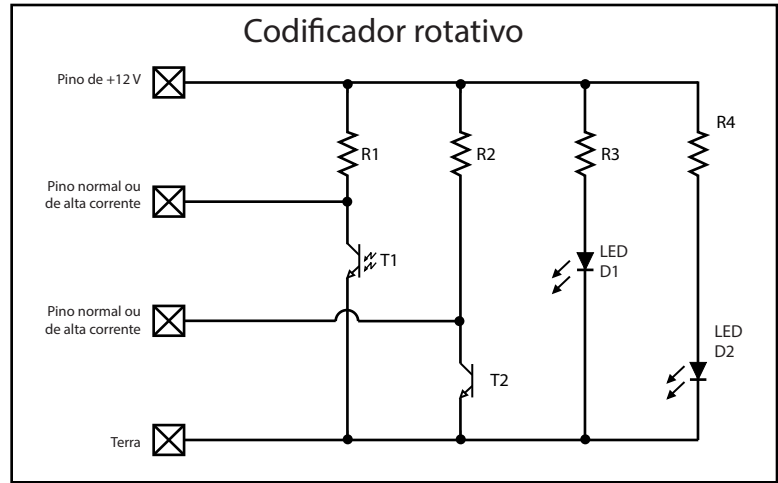 Codificador rotativo
Pino de +12 V
R4
R1
R2
R3
Pino normal ou
de alta corrente
T1
LED
D1
Pino normal ou
de alta corrente
LED
D2
T2
Terra